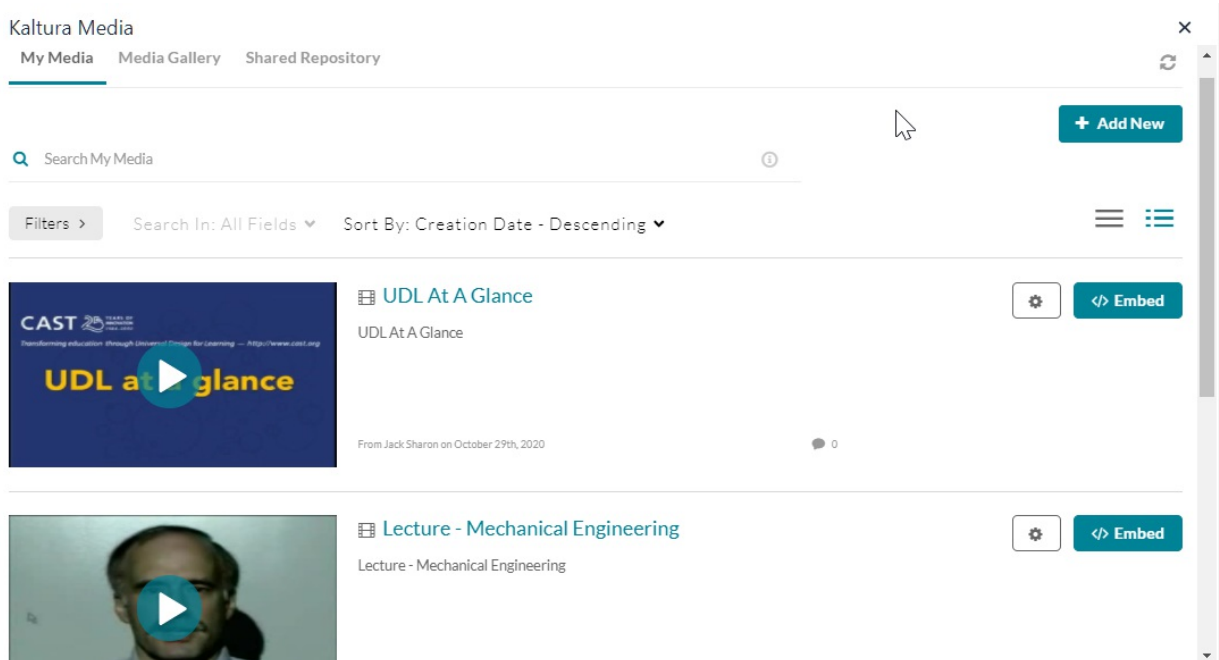 Kaltura Media
My Media Media Gallery Shared Repository
+ Add New
Search My Media
Filters >
Search In: All Fields
Sort By: Creation Date - Descending
CAST
Transforming education through Universal Design for Learning — http://www.cast.org
UDL at a glance
UDL At A Glance
</> Embed
UDL At A Glance
From Jack Sharon on October 29th, 2020
0
Lecture - Mechanical Engineering
</> Embed
Lecture - Mechanical Engineering